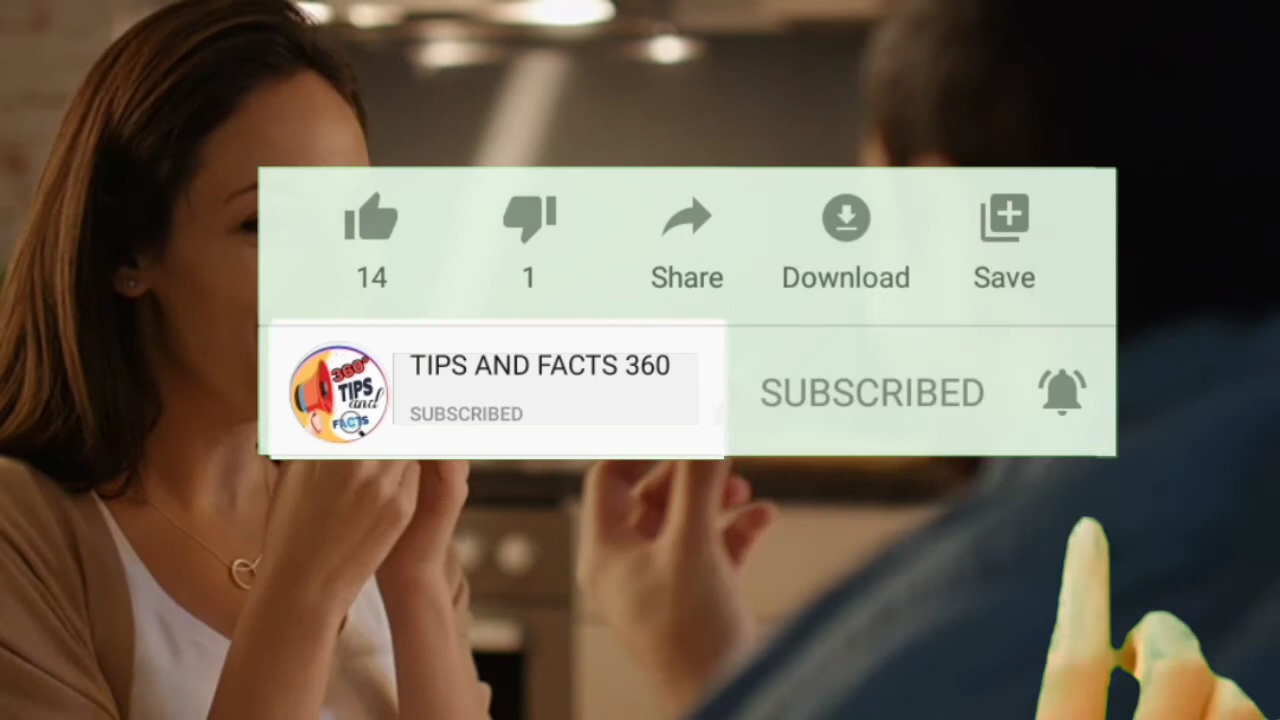 14
1
Share
Download
Save
360°
TIPS
and
FACTS
TIPS AND FACTS 360
SUBSCRIBED
SUBSCRIBED